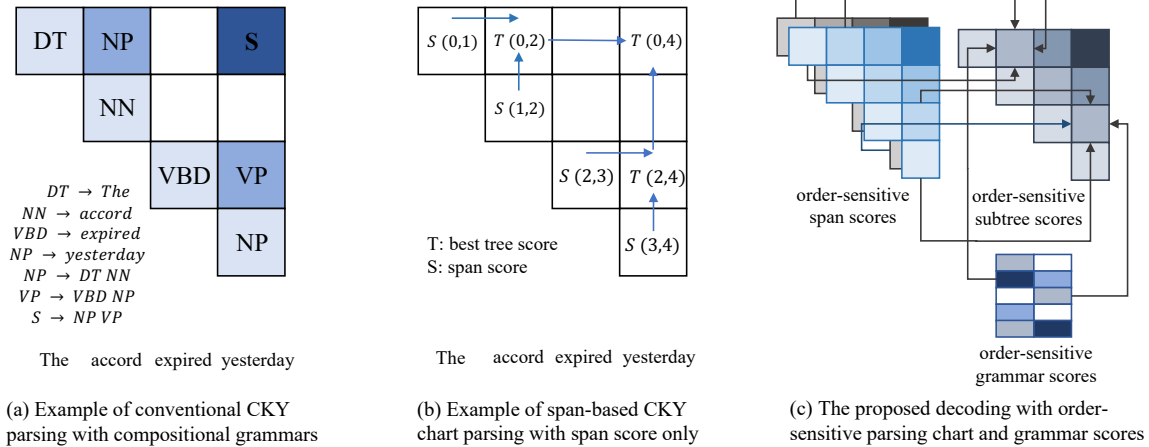 DT NP S
NN
VBD VP
NP
DT → The
NN → accord
VBD → expired
NP → yesterday
NP → DT NN
VP → VBD NP
S → NP VP
The accord expired yesterday
(a) Example of conventional CKY
parsing with compositional grammars
S (0,1) T (0,2) T (0,4)
S (1,2)
S (2,3) T (2,4)
S (3,4)
T: best tree score
S: span score
The accord expired yesterday
(b) Example of span-based CKY
chart parsing with span score only
order-sensitive
span scores
order-sensitive
subtree scores
order-sensitive
grammar scores
(c) The proposed decoding with order-
sensitive parsing chart and grammar scores